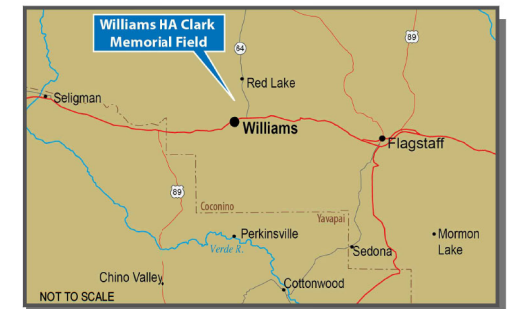 Williams HA Clark
Memorial Field
89
64
Red Lake
Seligman
Williams
Flagstaff
89
Coconino
Yavapai
Perkinsville
Mormon
Lake
Verde R.
Sedona
Chino Valley
Cottonwood
NOT TO SCALE